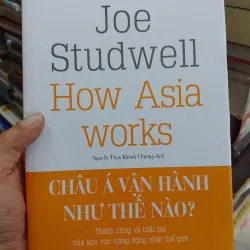 Joe
Studwell
How Asia
works
Nguyễn Thụy Khánh Chương dịch
CHÂU Á VẬN HÀNH
NHƯ THẾ NÀO?
Thành công và thất bại
của khu vực năng động nhất thế giới